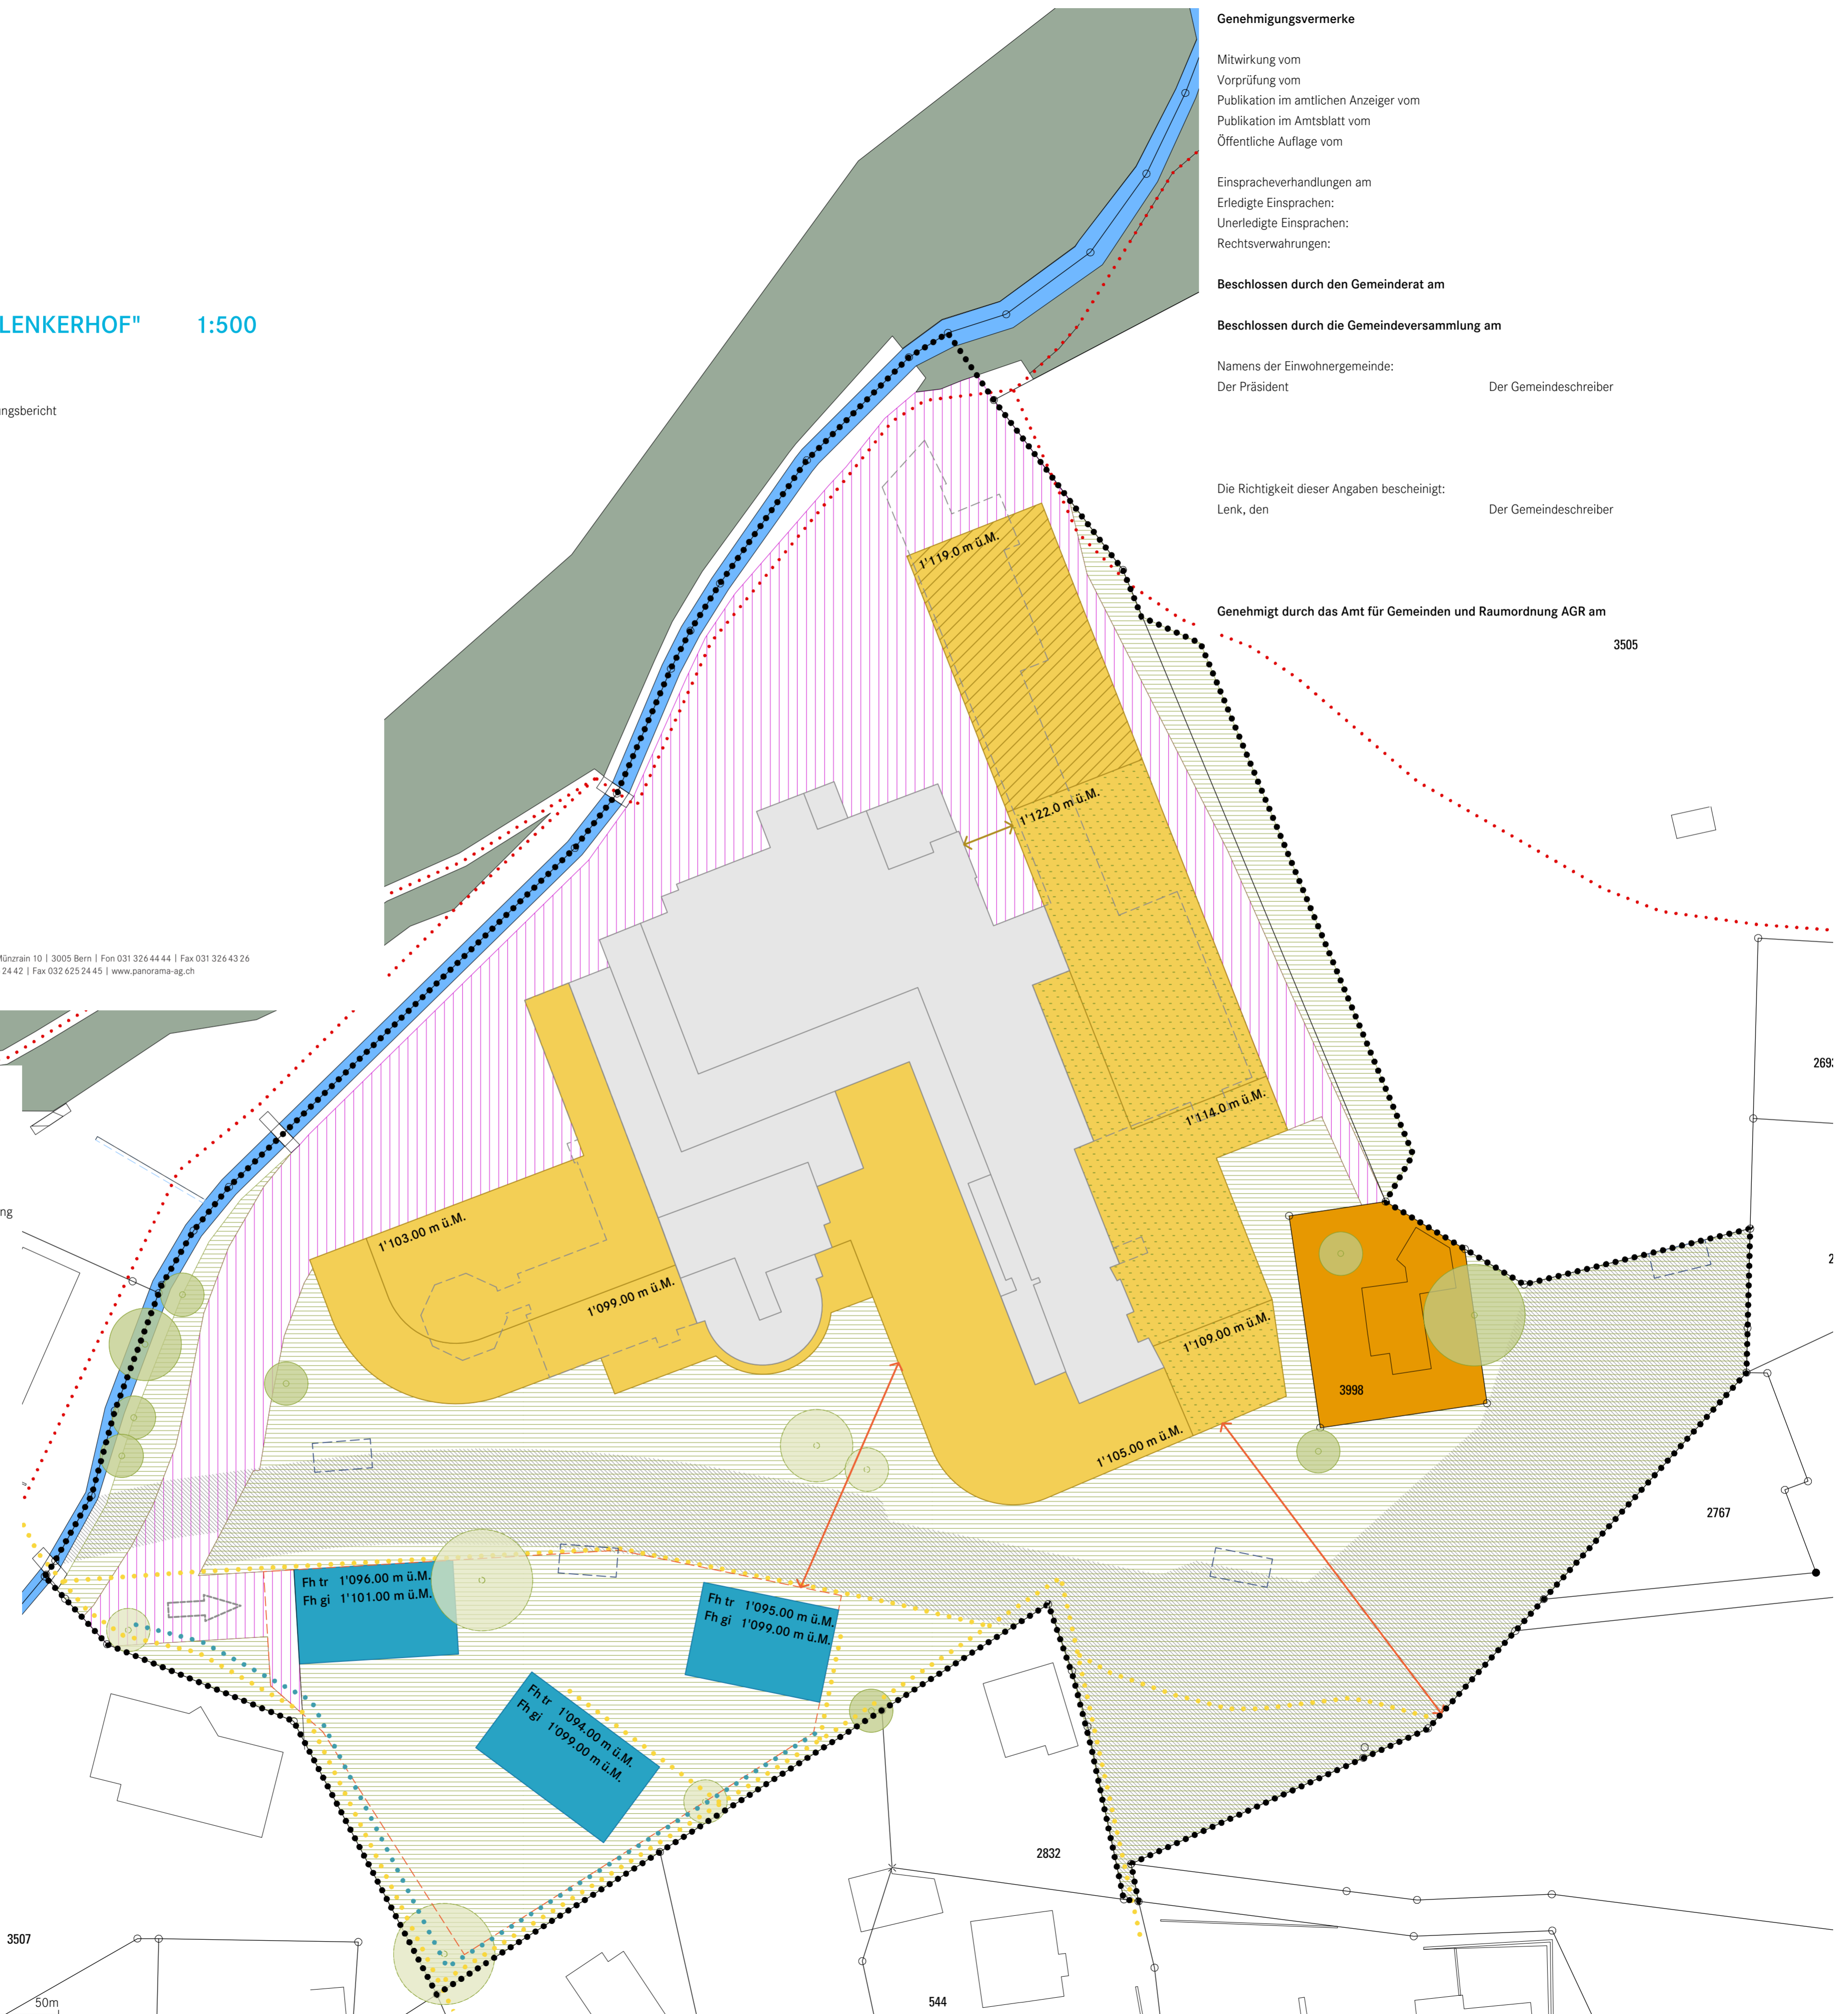 Genehmigungsvermerke
Mitwirkung vom
Vorprüfung vom
Publikation im amtlichen Anzeiger vom
Publikation im Amtsblatt vom
Öffentliche Auflage vom
Einspracheverhandlungen am
Erledigte Einsprachen:
Unerledigte Einsprachen:
Rechtsverwahrungen:
Beschlossen durch den Gemeinderat am
Beschlossen durch die Gemeindeversammlung am
Namens der Einwohnergemeinde:
Der Präsident Der Gemeindeschreiber
Die Richtigkeit dieser Angaben bescheinigt:
Lenk, den Der Gemeindeschreiber
Genehmigt durch das Amt für Gemeinden und Raumordnung AGR am
LENKERHOF" 1:500
ungsbericht
Münzrain 10 | 3005 Bern | Fon 031 326 44 44 | Fax 031 326 43 26
24 42 | Fax 032 625 24 45 | www.panorama-ag.ch
ng
3505
1'119.0 m ü.M.
1'122.0 m ü.M.
1'114.0 m ü.M.
1'103.00 m ü.M.
1'099.00 m ü.M.
1'109.00 m ü.M.
1'105.00 m ü.M.
2693
2
3998
2767
Fh tr 1'096.00 m ü.M.
Fh gi 1'101.00 m ü.M.
Fh tr 1'095.00 m ü.M.
Fh gi 1'099.00 m ü.M.
Fh tr 1'094.00 m ü.M.
Fh gi 1'099.00 m ü.M.
2832
3507
544
50m